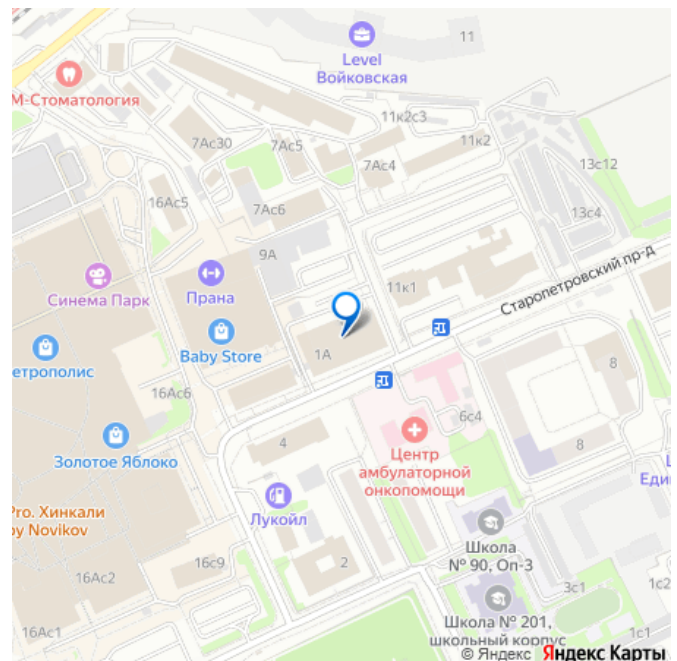 11
Level
Войковская
М-Стоматология
11к2с3
7Ас30
7Ас5
11к2
7Ас4
13с12
16Ас5
7Ас6
13с4
9А
11к1
Старопетровский пр-д
Синема Парк
Прана
Baby Store
1А
етрополис
16Ас6
8
6с4
4
8
Центр
амбулаторной
онкопомощи
Золотое Яблоко
Еди
Pro. Хинкали
by Novikov
Лукойл
Школа
№ 90, Оп-3
16с9
2
16Ас2
3с1
1с2
Школа № 201,
школьный корпус
16Ас1
1с1
© Яндекс Яндекс Карты